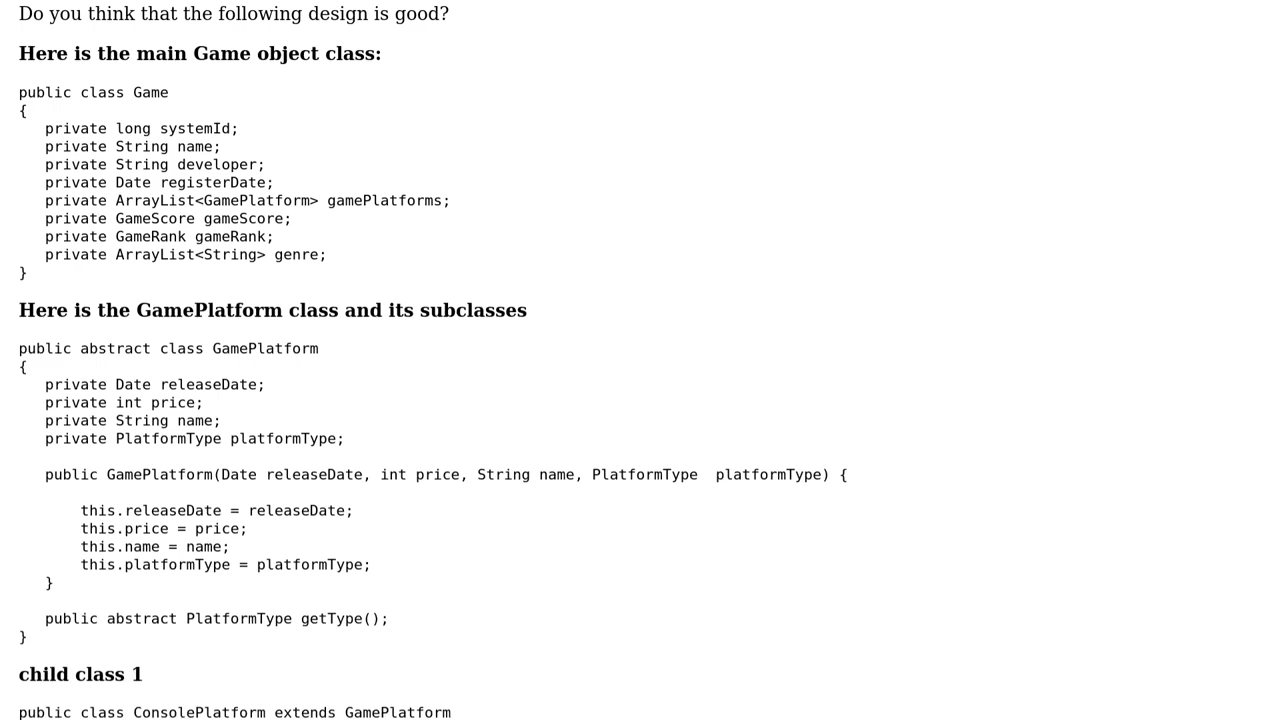 Do you think that the following design is good?
Here is the main Game object class:
public class Game
{
   private long systemId;
   private String name;
   private String developer;
   private Date registerDate;
   private ArrayList<GamePlatform> gamePlatforms;
   private GameScore gameScore;
   private GameRank gameRank;
   private ArrayList<String> genre;
}
Here is the GamePlatform class and its subclasses
public abstract class GamePlatform
{
   private Date releaseDate;
   private int price;
   private String name;
   private PlatformType platformType;
   public GamePlatform(Date releaseDate, int price, String name, PlatformType  platformType) {
       this.releaseDate = releaseDate;
       this.price = price;
       this.name = name;
       this.platformType = platformType;
   }
   public abstract PlatformType getType();
}
child class 1
public class ConsolePlatform extends GamePlatform